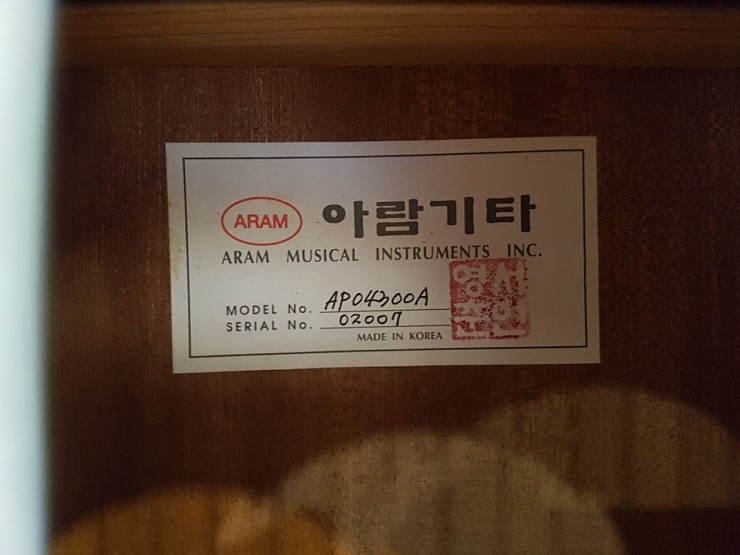 ARAM 아람기타
ARAM MUSICAL INSTRUMENTS INC.
MODEL No. AP04300A
SERIAL No. 02007
MADE IN KOREA